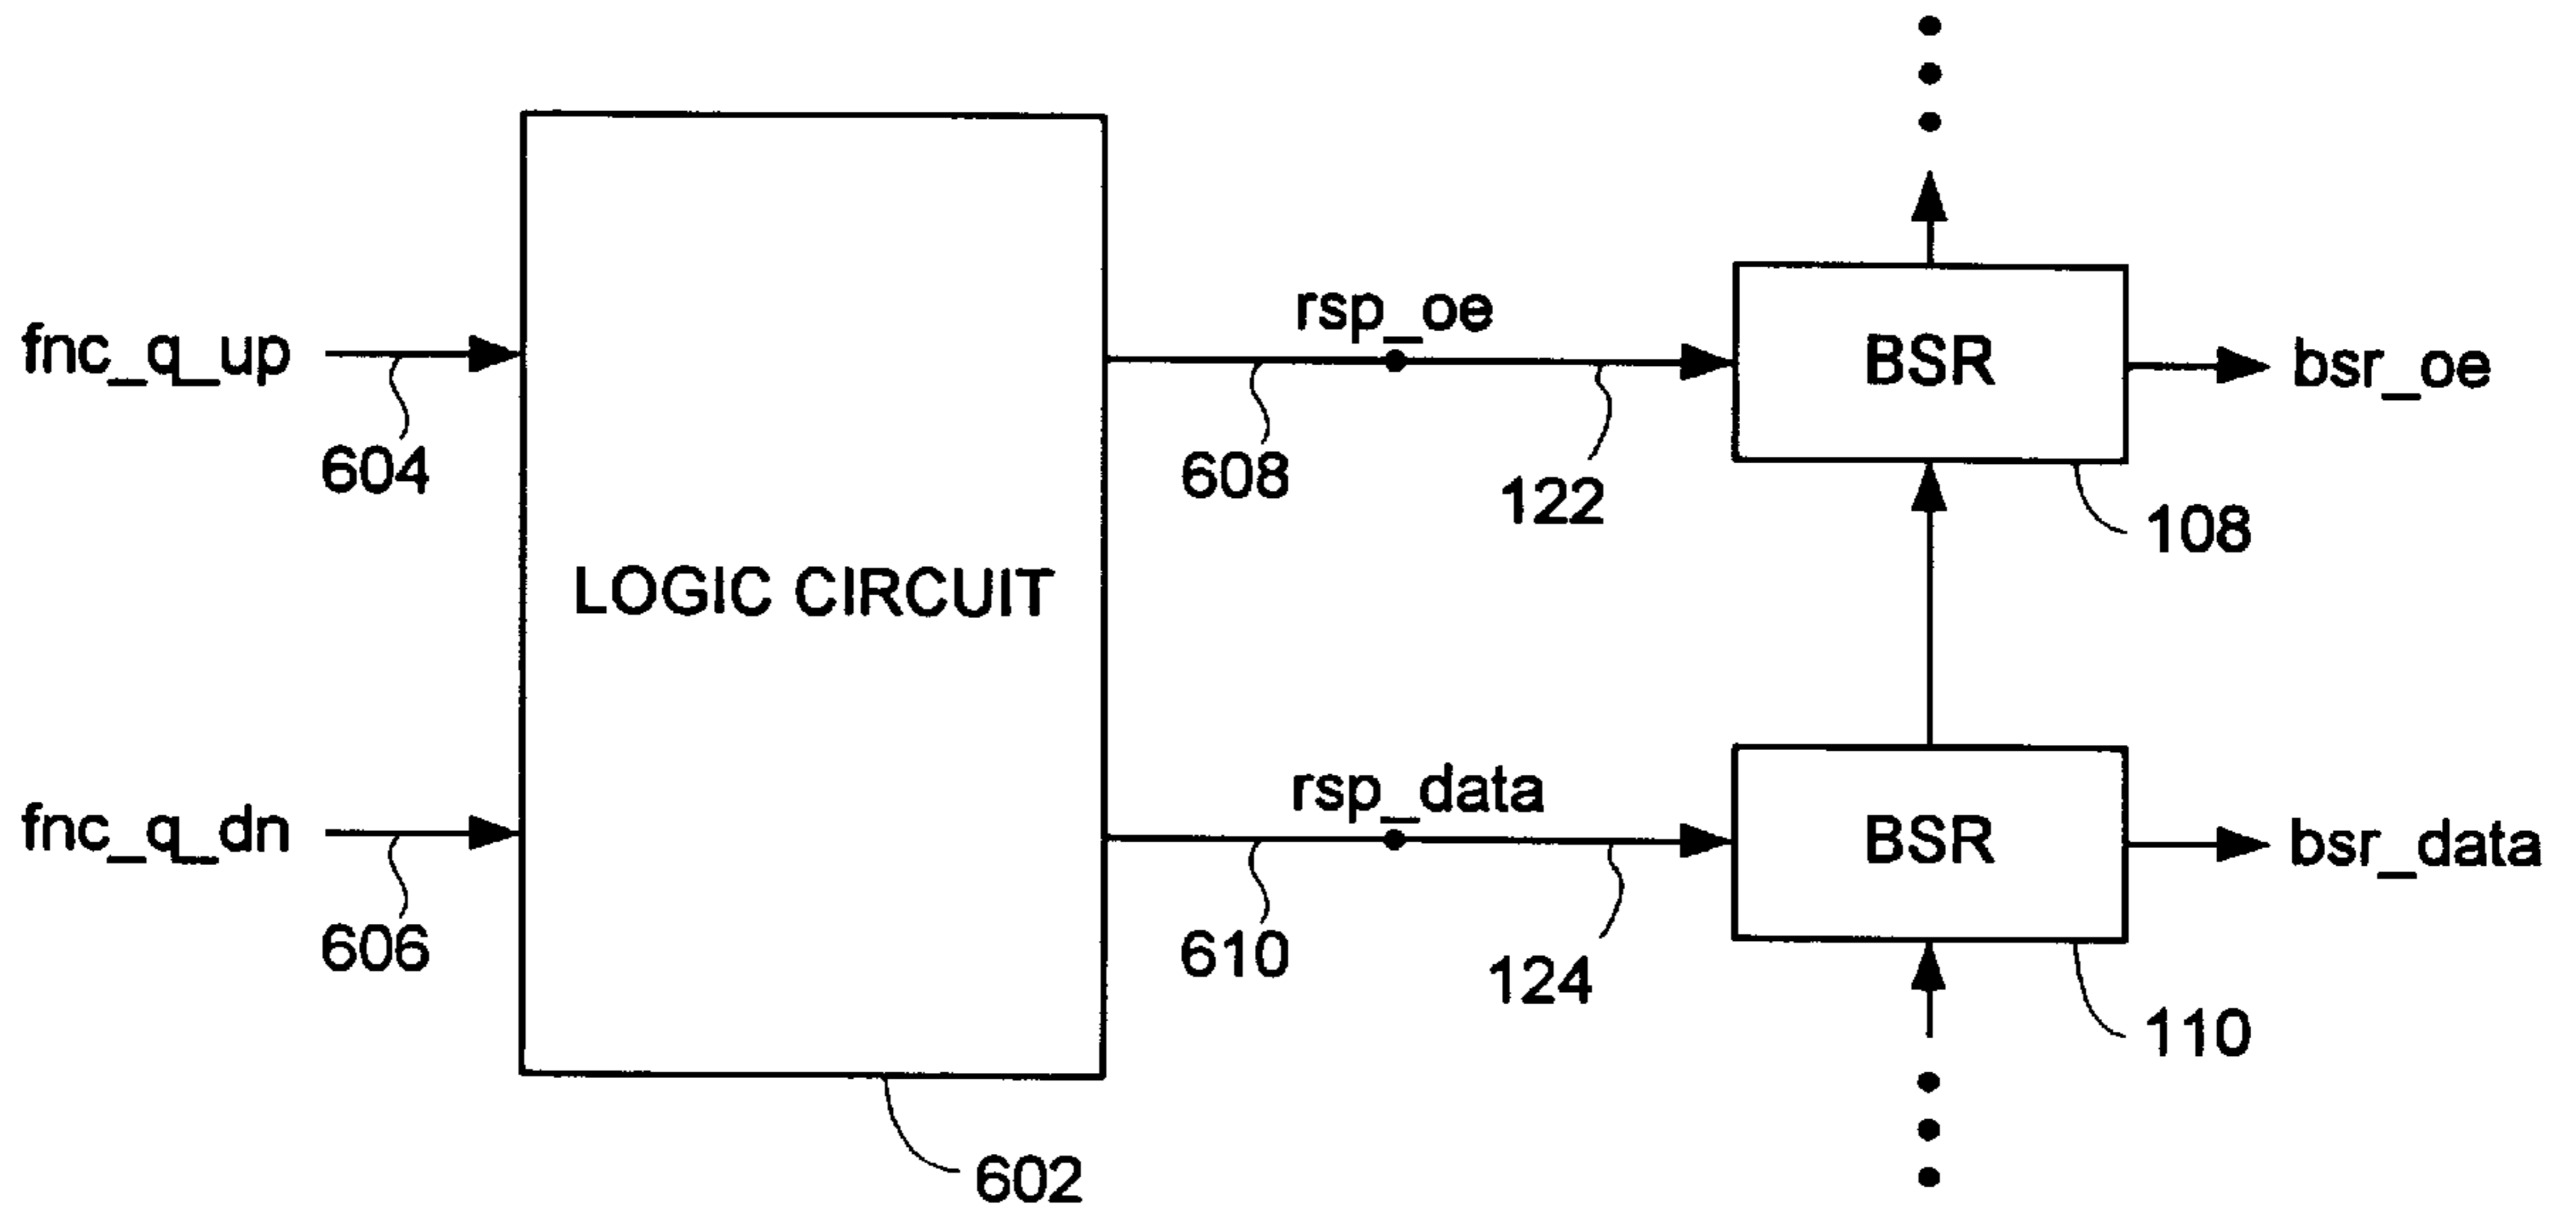 rsp_oe
fnc_q_up
BSR
bsr_oe
604
608
122
108
LOGIC CIRCUIT
rsp_data
fnc_q_dn
BSR
bsr_data
606
610
124
110
602